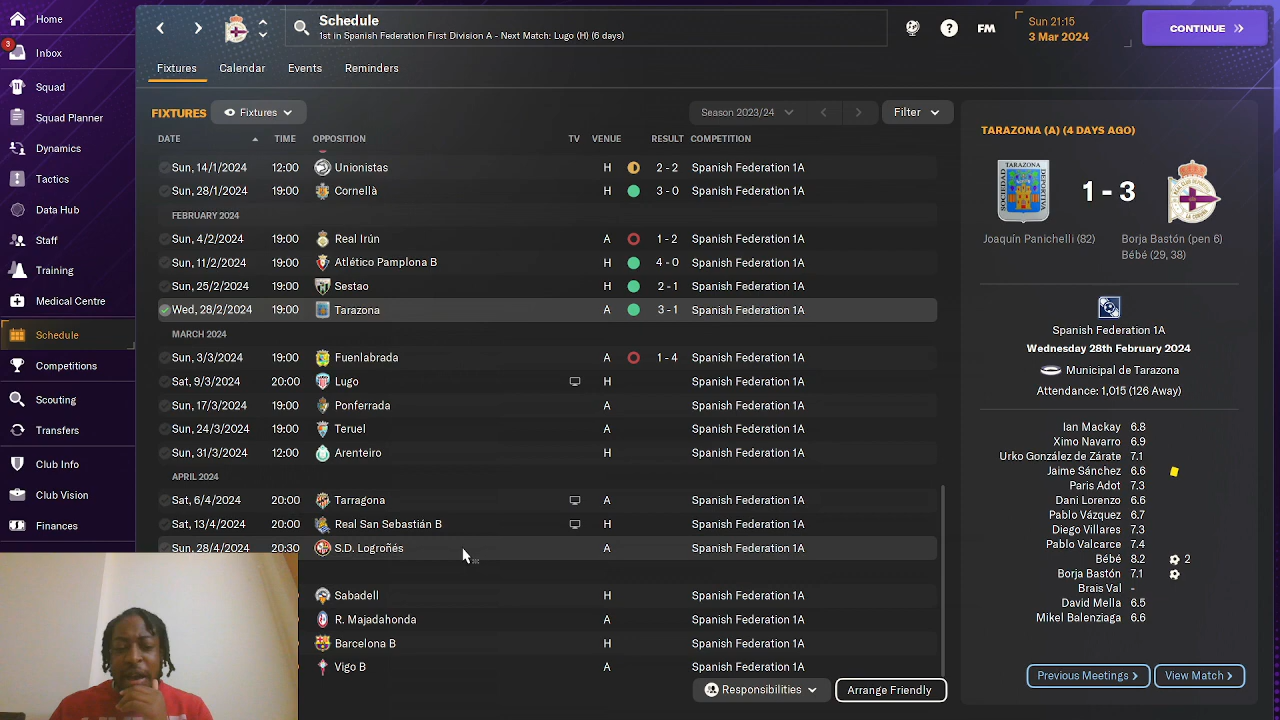 Home
3
Inbox
Squad
Squad Planner
Dynamics
Tactics
Data Hub
Staff
Training
Medical Centre
Schedule
Competitions
Scouting
Transfers
Club Info
Club Vision
Finances
Schedule
1st in Spanish Federation First Division A - Next Match: Lugo (H) (6 days)
FM
Sun 21:15
3 Mar 2024
CONTINUE
Fixtures Calendar Events Reminders
FIXTURES Fixtures Season 2023/24 Filter
DATE TIME OPPOSITION TV VENUE RESULT COMPETITION
Sun, 14/1/2024 12:00 Unionistas H 2 - 2 Spanish Federation 1A
Sun, 28/1/2024 19:00 Cornellà H 3 - 0 Spanish Federation 1A
FEBRUARY 2024
Sun, 4/2/2024 19:00 Real Irún A 1 - 2 Spanish Federation 1A
Sun, 11/2/2024 19:00 Atlético Pamplona B H 4 - 0 Spanish Federation 1A
Sun, 25/2/2024 19:00 Sestao H 2 - 1 Spanish Federation 1A
Wed, 28/2/2024 19:00 Tarazona A 3 - 1 Spanish Federation 1A
MARCH 2024
Sun, 3/3/2024 19:00 Fuenlabrada A 1 - 4 Spanish Federation 1A
Sat, 9/3/2024 20:00 Lugo H Spanish Federation 1A
Sun, 17/3/2024 19:00 Ponferrada A Spanish Federation 1A
Sun, 24/3/2024 19:00 Teruel A Spanish Federation 1A
Sun, 31/3/2024 12:00 Arenteiro H Spanish Federation 1A
APRIL 2024
Sat, 6/4/2024 20:00 Tarragona A Spanish Federation 1A
Sat, 13/4/2024 20:00 Real San Sebastián B H Spanish Federation 1A
Sun, 28/4/2024 20:30 S.D. Logroñés A Spanish Federation 1A
Sabadell H Spanish Federation 1A
R. Majadahonda A Spanish Federation 1A
Barcelona B H Spanish Federation 1A
Vigo B A Spanish Federation 1A
Responsibilities Arrange Friendly
TARAZONA (A) (4 DAYS AGO)
1 - 3
Joaquín Panichelli (82) Borja Bastón (pen 6)
Bébé (29, 38)
Spanish Federation 1A
Wednesday 28th February 2024
Municipal de Tarazona
Attendance: 1,015 (126 Away)
Ian Mackay 6.8
Ximo Navarro 6.9
Urko González de Zárate 7.1
Jaime Sánchez 6.6
Paris Adot 7.3
Dani Lorenzo 6.6
Pablo Vázquez 6.7
Diego Villares 7.3
Pablo Valcarce 7.4
Bébé 8.2 2
Borja Bastón 7.1
Brais Val -
David Mella 6.5
Mikel Balenziaga 6.6
Previous Meetings View Match